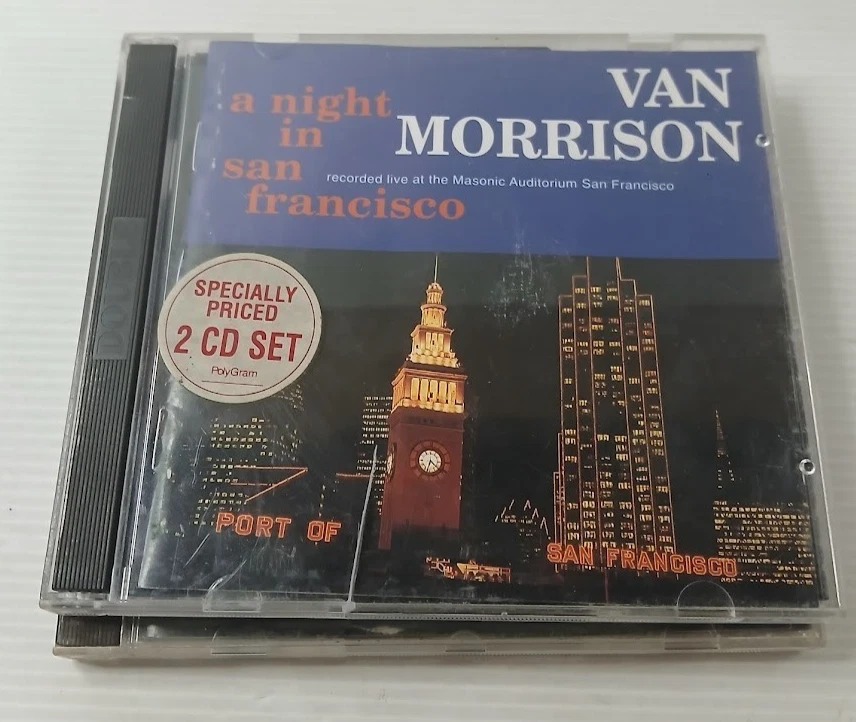 VAN
MORRISON
a night
in
san
francisco
recorded live at the Masonic Auditorium San Francisco
SPECIALLY
PRICED
2 CD SET
PolyGram
PORT OF
SAN FRANCISCO
DOUBLE